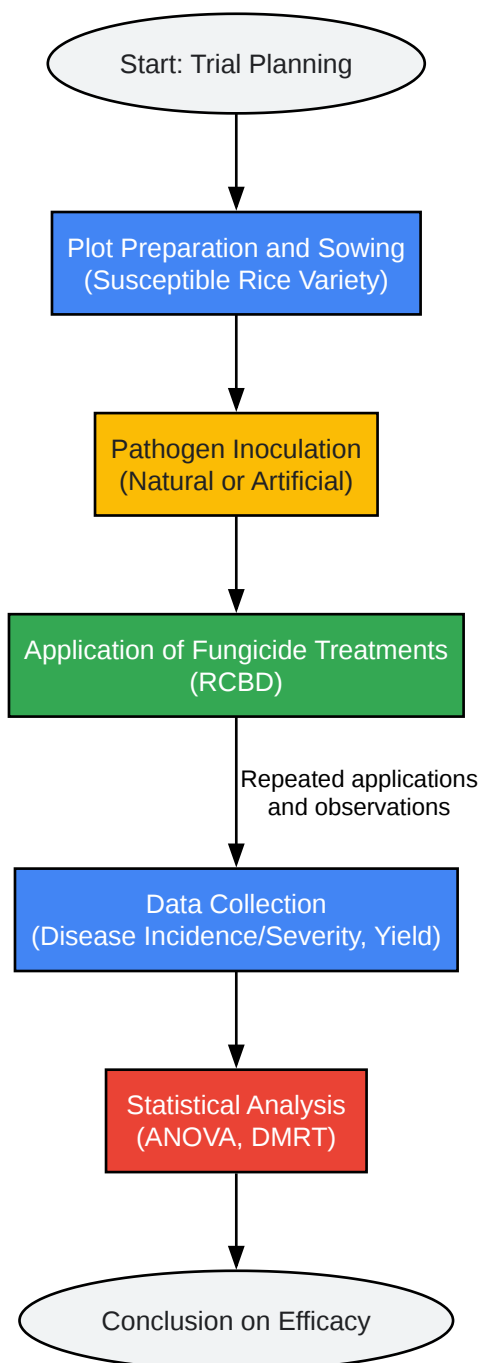 Start: Trial Planning
Plot Preparation and Sowing
(Susceptible Rice Variety)
Pathogen Inoculation
(Natural or Artificial)
Application of Fungicide Treatments
(RCBD)
Repeated applications
and observations
Data Collection
(Disease Incidence/Severity, Yield)
Statistical Analysis
(ANOVA, DMRT)
Conclusion on Efficacy